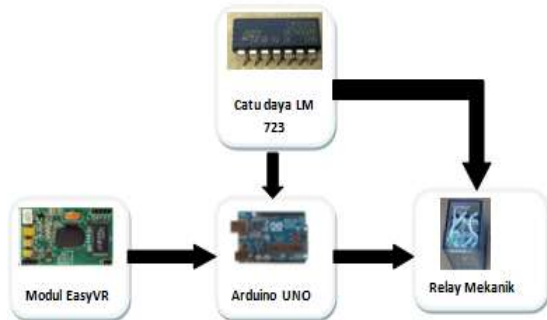 Catu daya LM
723
Modul EasyVR
Arduino UNO
Relay Mekanik